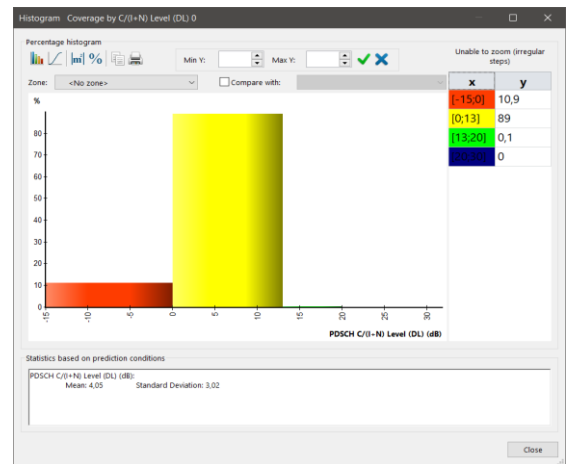 Histogram Coverage by C/(I+N) Level (DL) 0
Percentage histogram
Min Y: Max Y:
Unable to zoom (irregular steps)
Zone: <No zone> Compare with:
x y
[-15;0[ 10,9
[0;13[ 89
[13;20[ 0,1
0
%
80
70
60
50
40
30
20
10
0
-15 -10 -5 0 5 10 15 20 25 30
PDSCH C/(I+N) Level (DL) (dB)
Statistics based on prediction conditions
PDSCH C/(I+N) Level (DL) (dB):
Mean: 4,05 Standard Deviation: 3,02
Close